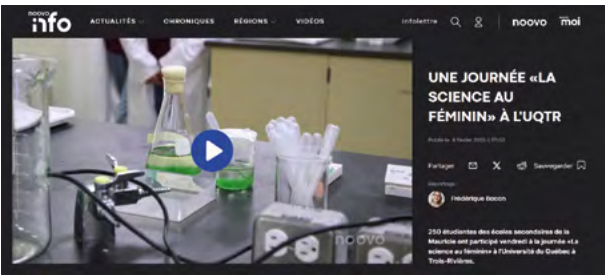 noovo
info
ACTUALITÉS
CHRONIQUES
RÉGIONS
VIDÉOS
Infolettre
noovo
moi
UNE JOURNÉE «LA
SCIENCE AU
FÉMININ» À L'UQTR
Partager
Sauvegarder
Frédérique Bacon
250 étudiantes des écoles secondaires de la
Mauricie ont participé vendredi à la journée «La
science au féminin» à l'Université du Québec à
Trois-Rivières.
noovo